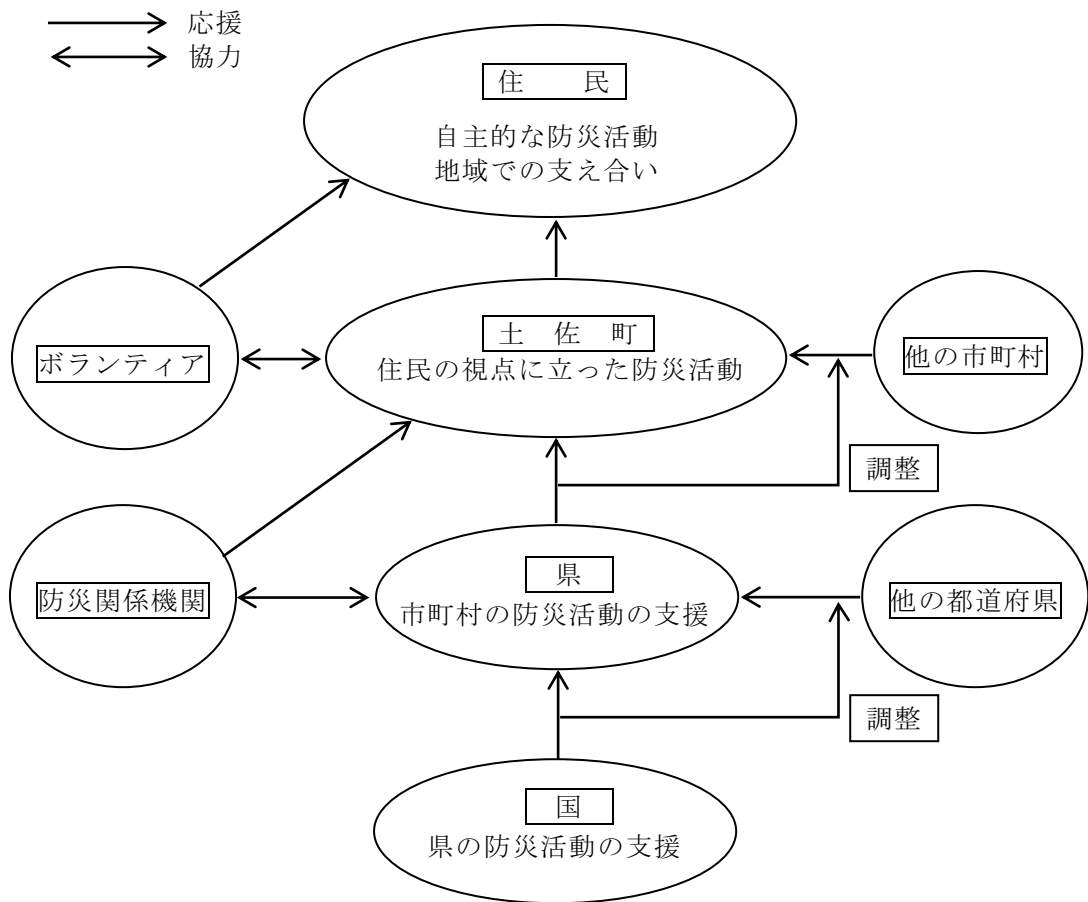 応援
協力
住　　民
自主的な防災活動
地域での支え合い
ボランティア
土　佐　町
住民の視点に立った防災活動
他の市町村
調整
防災関係機関
県
市町村の防災活動の支援
他の都道府県
調整
国
県の防災活動の支援